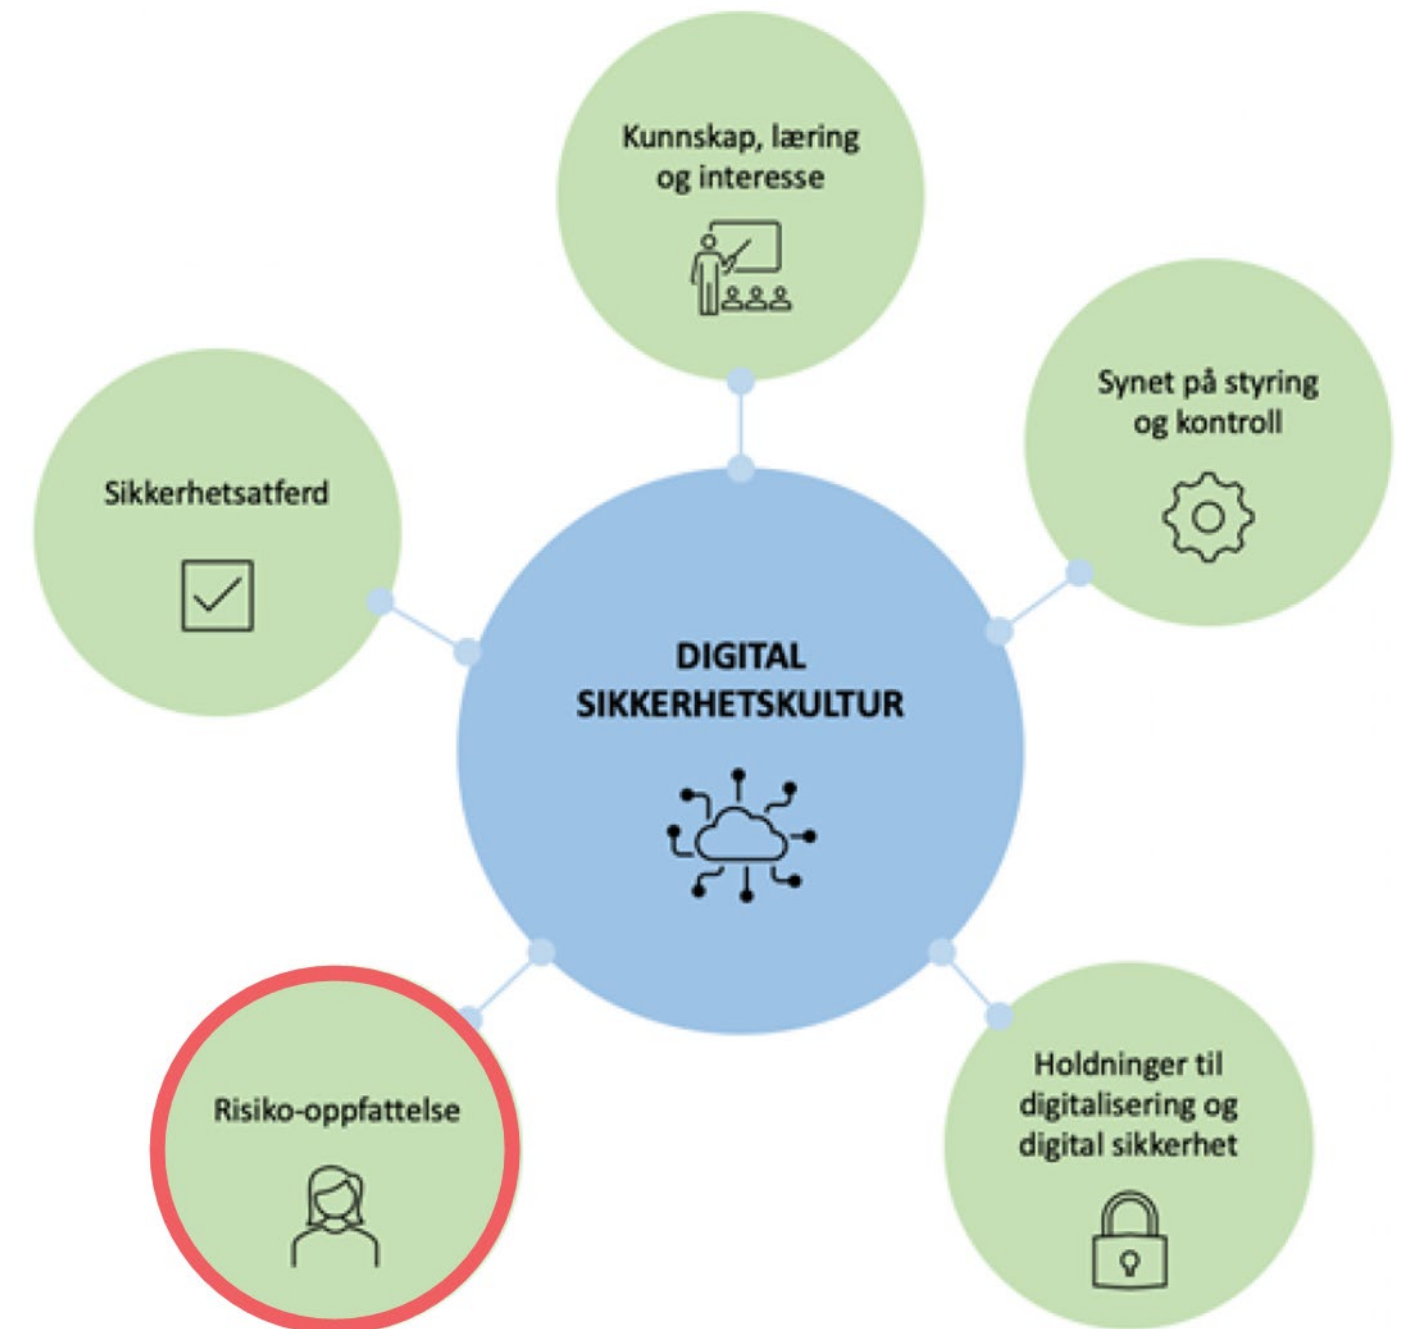 Kunnskap, læring
og interesse
Synet på styring
og kontroll
Sikkerhetsatferd
DIGITAL
SIKKERHETSKULTUR
Risiko-oppfattelse
Holdninger til
digitalisering og
digital sikkerhet